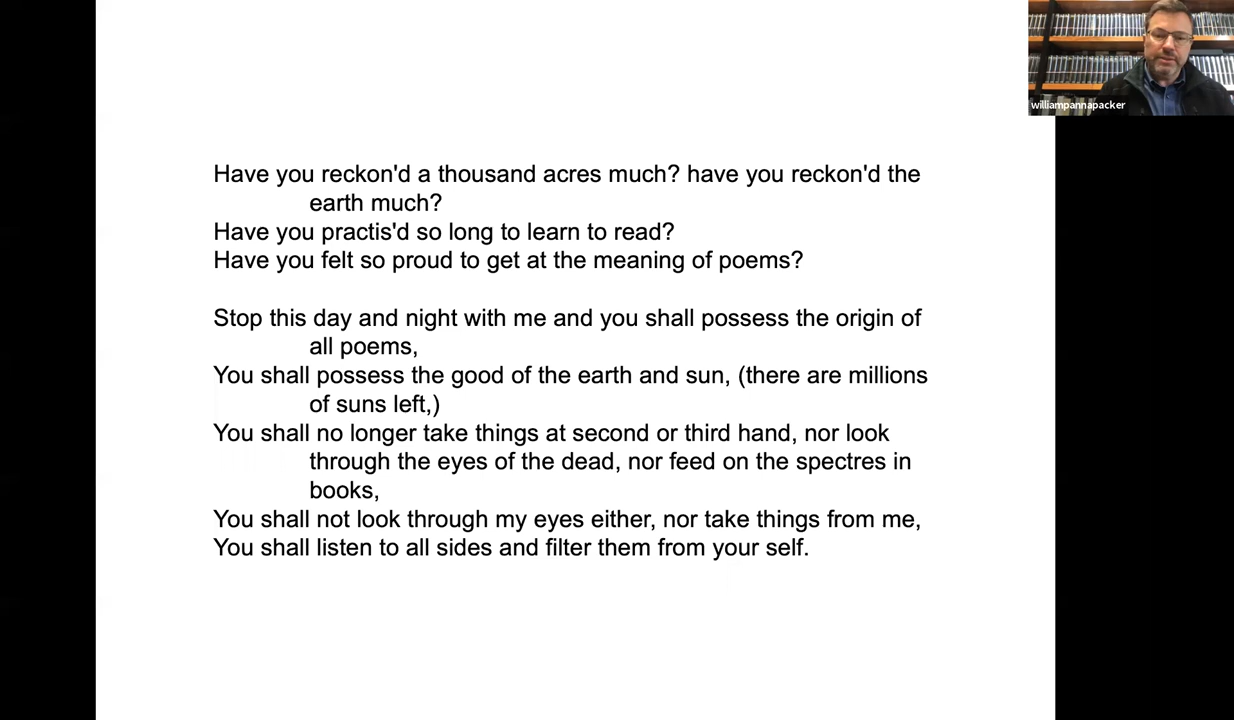 williampannapacker
Have you reckon'd a thousand acres much? have you reckon'd the
earth much?
Have you practis'd so long to learn to read?
Have you felt so proud to get at the meaning of poems?
Stop this day and night with me and you shall possess the origin of
all poems,
You shall possess the good of the earth and sun, (there are millions
of suns left,)
You shall no longer take things at second or third hand, nor look
through the eyes of the dead, nor feed on the spectres in
books,
You shall not look through my eyes either, nor take things from me,
You shall listen to all sides and filter them from your self.